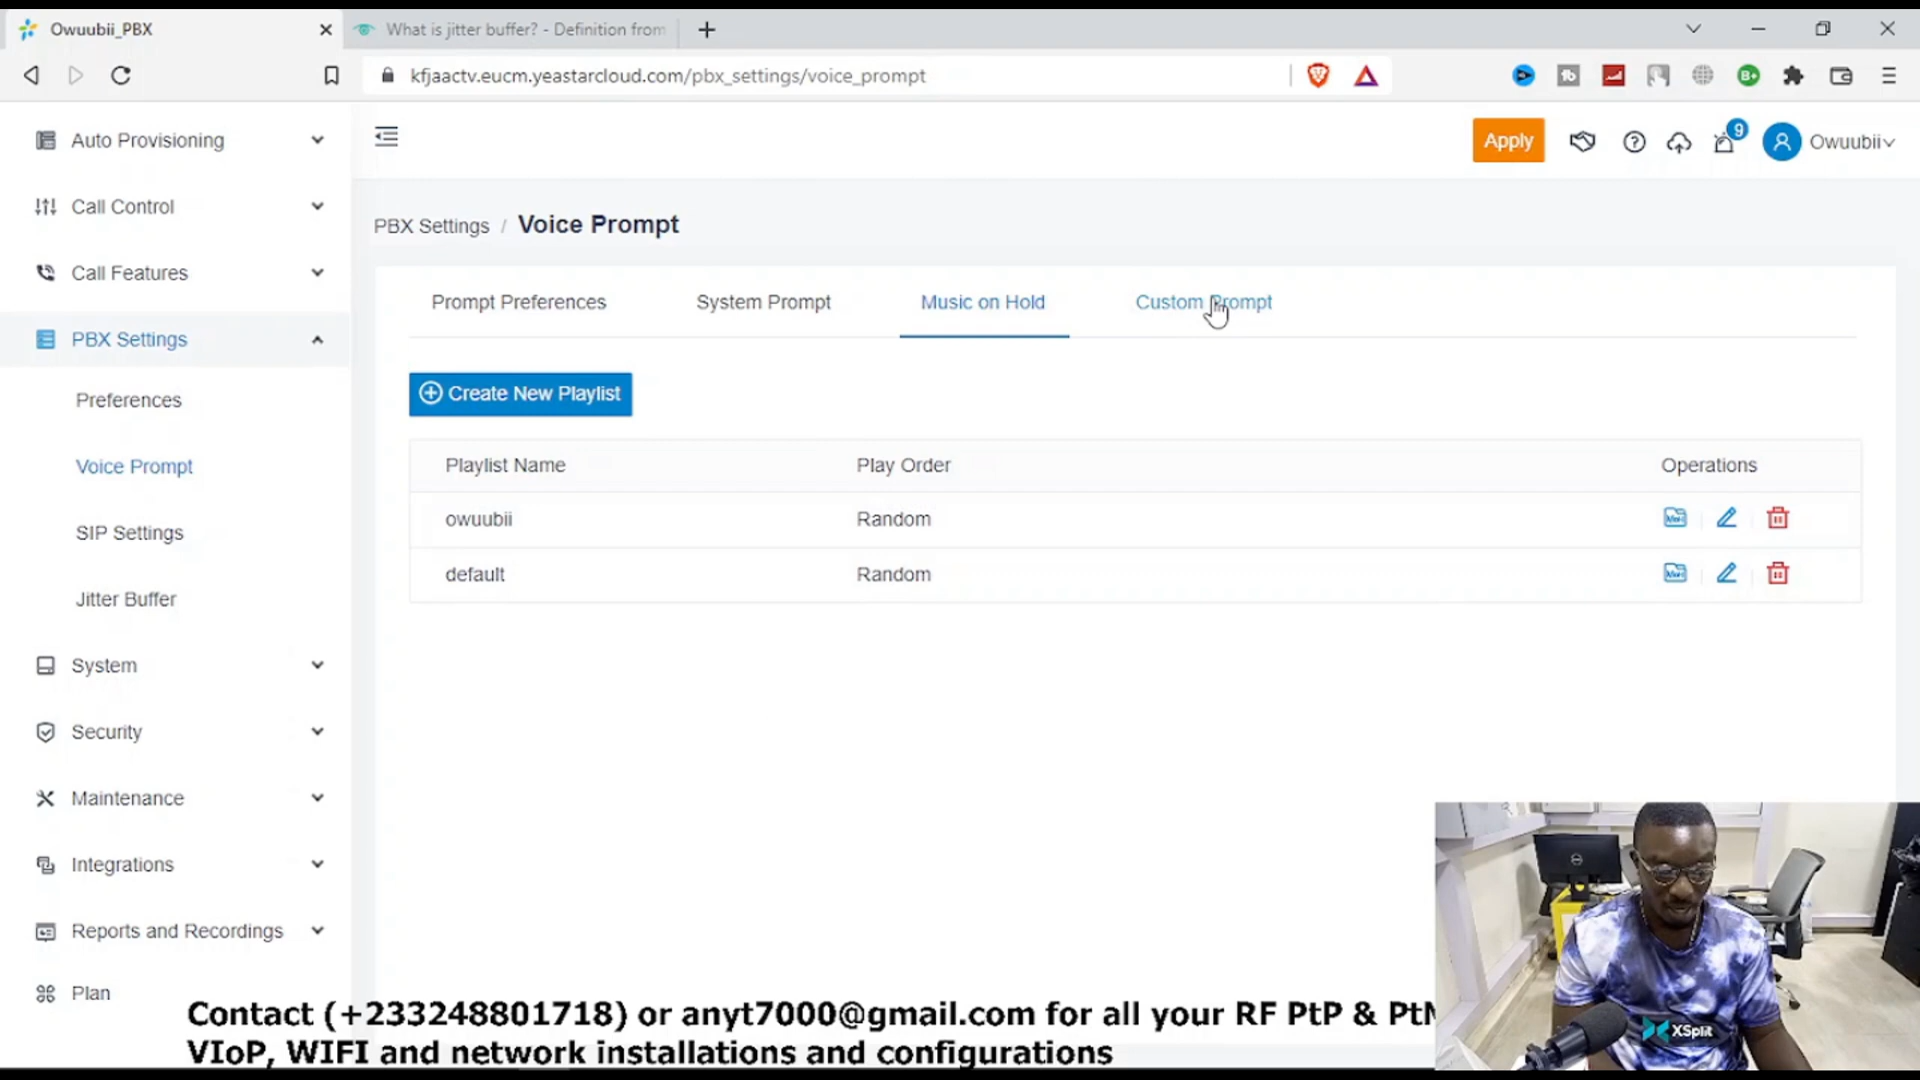 Owuubii_PBX
What is jitter buffer? - Definition from
kfjaactv.eucm.yeastarcloud.com/pbx_settings/voice_prompt
Auto Provisioning
Call Control
Call Features
PBX Settings
Preferences
Voice Prompt
SIP Settings
Jitter Buffer
System
Security
Maintenance
Integrations
Reports and Recordings
Plan
Apply
9
Owuubii
PBX Settings / Voice Prompt
Prompt Preferences
System Prompt
Music on Hold
Custom Prompt
Create New Playlist
Playlist Name
Play Order
Operations
owuubii
Random
default
Random
Contact (+233248801718) or anyt7000@gmail.com for all your RF PtP & Pt
VIoP, WIFI and network installations and configurations
XSplit